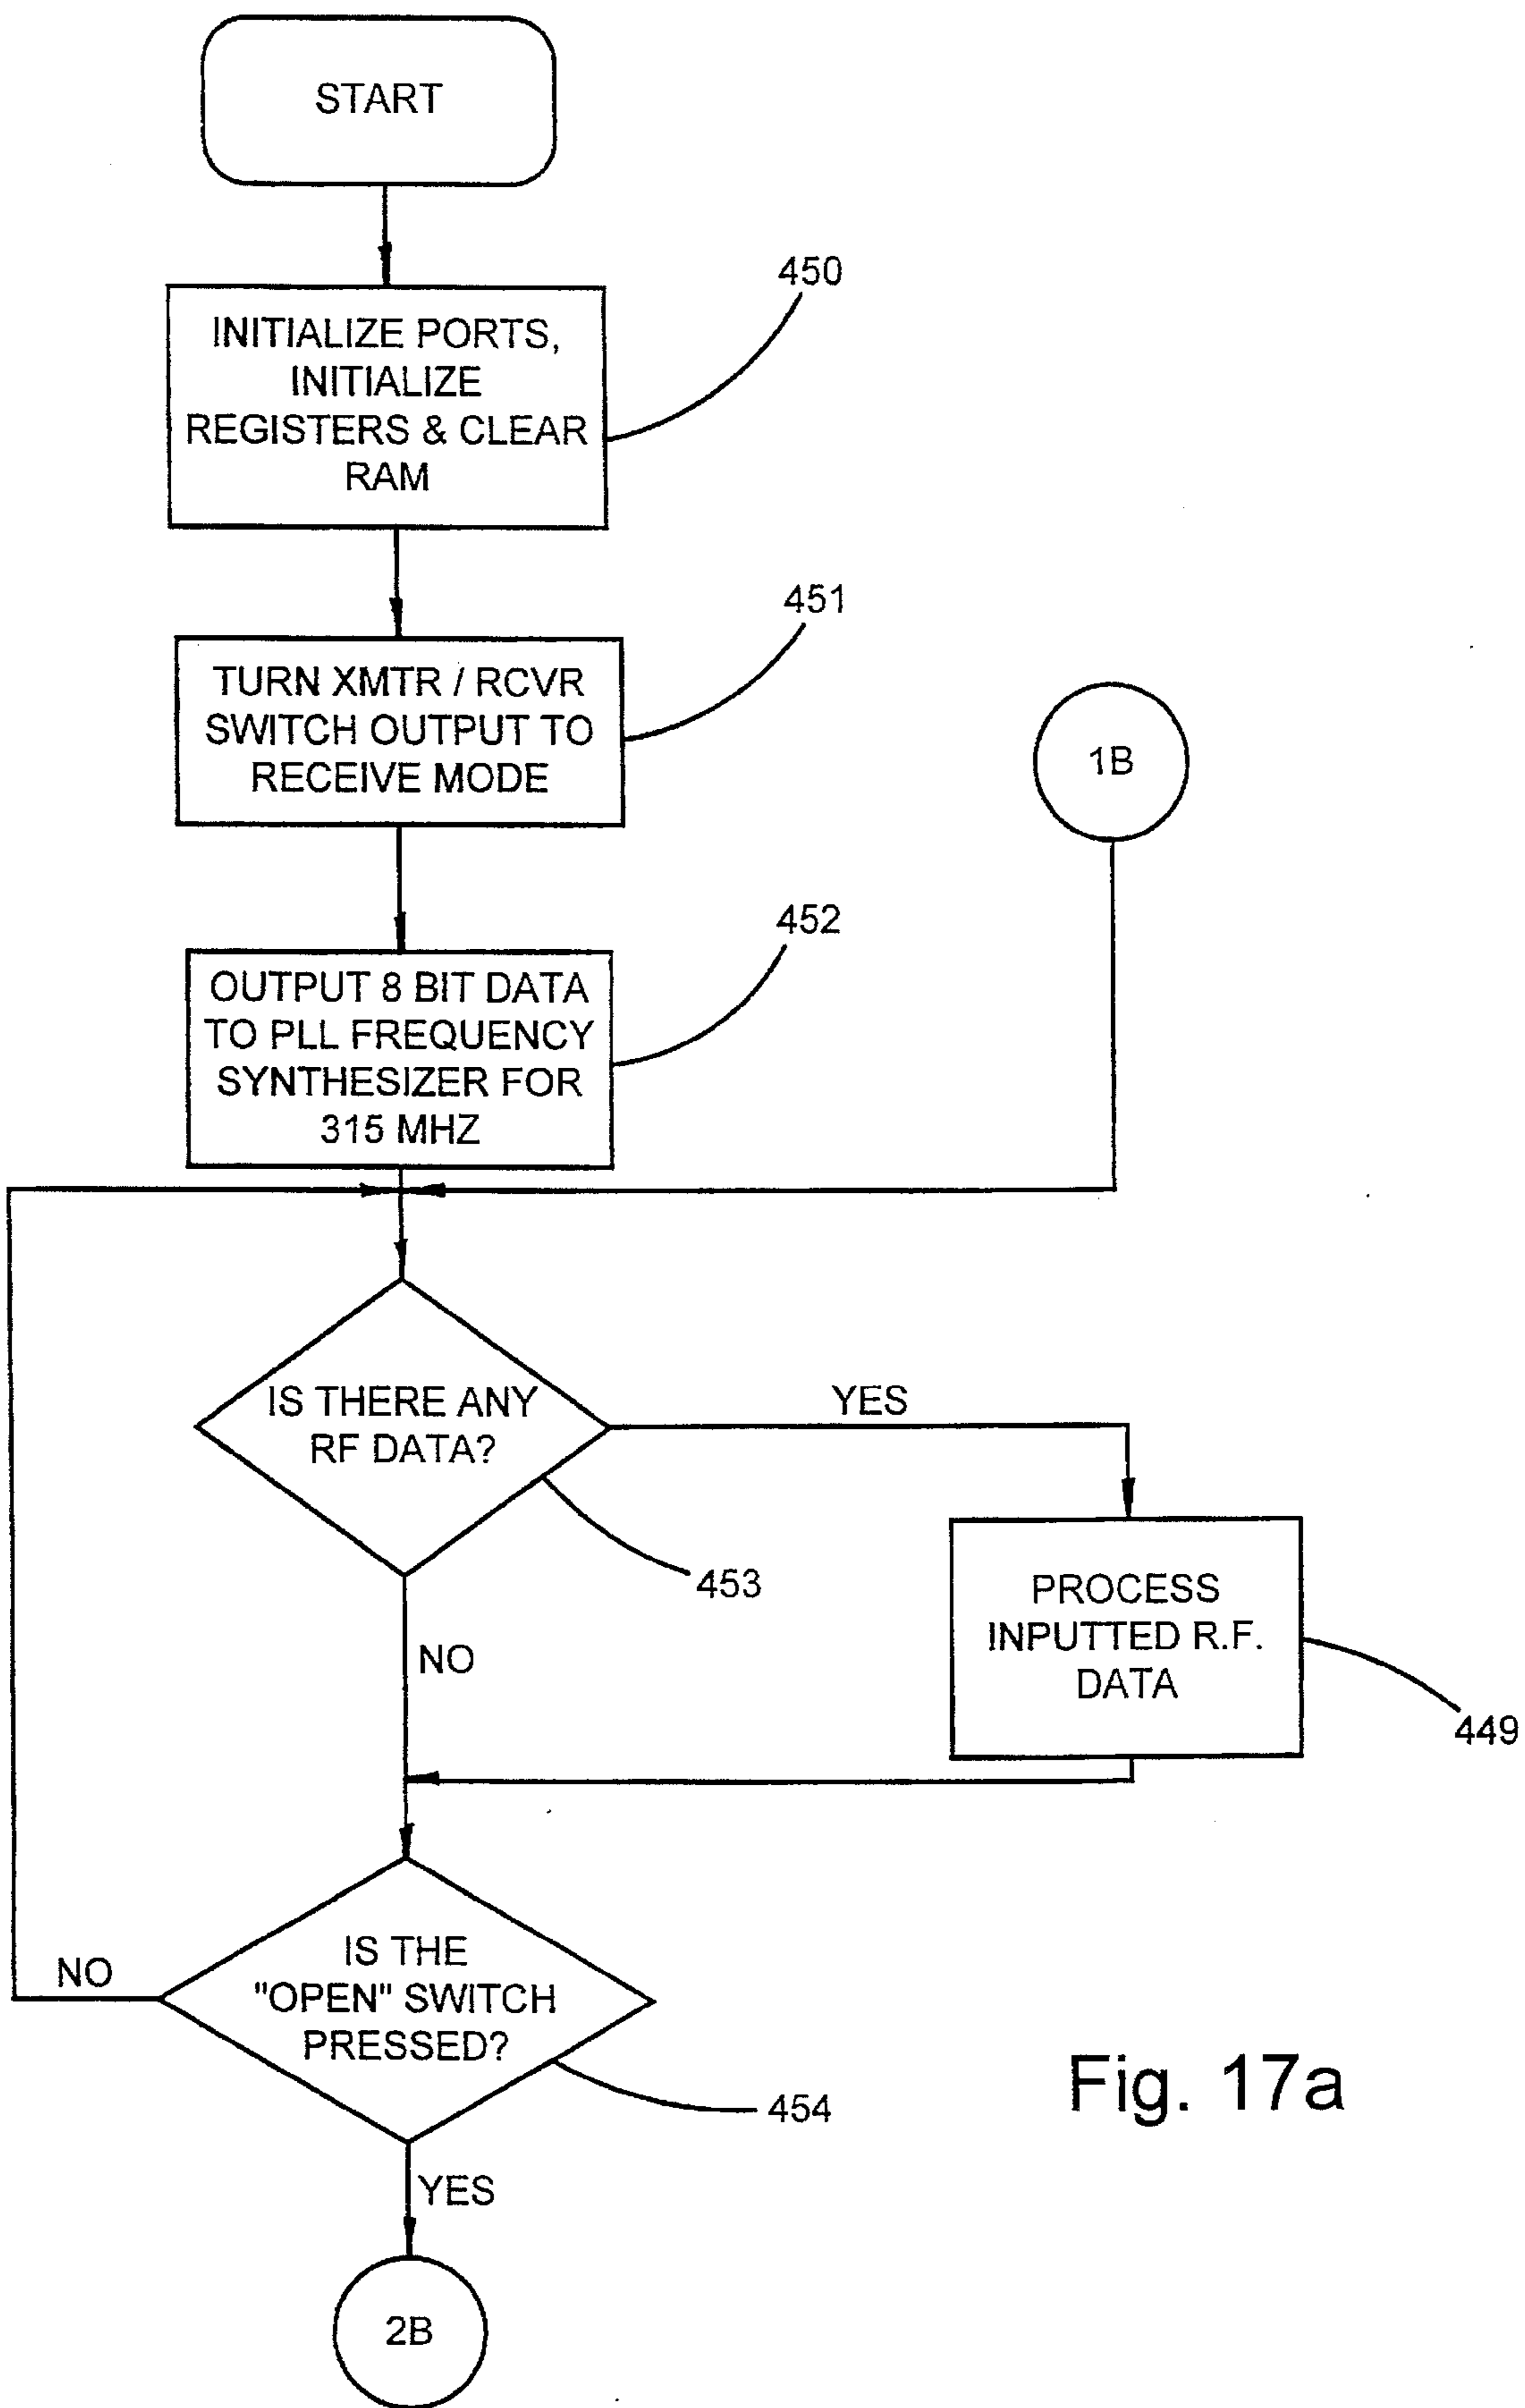 START
450
INITIALIZE PORTS,
INITIALIZE
REGISTERS & CLEAR
RAM
451
TURN XMTR / RCVR
SWITCH OUTPUT TO
RECEIVE MODE
1B
452
OUTPUT 8 BIT DATA
TO PLL FREQUENCY
SYNTHESIZER FOR
315 MHZ
IS THERE ANY
RF DATA?
YES
453
NO
PROCESS
INPUTTED R.F.
DATA
449
IS THE
"OPEN" SWITCH
PRESSED?
NO
454
YES
2B
Fig. 17a